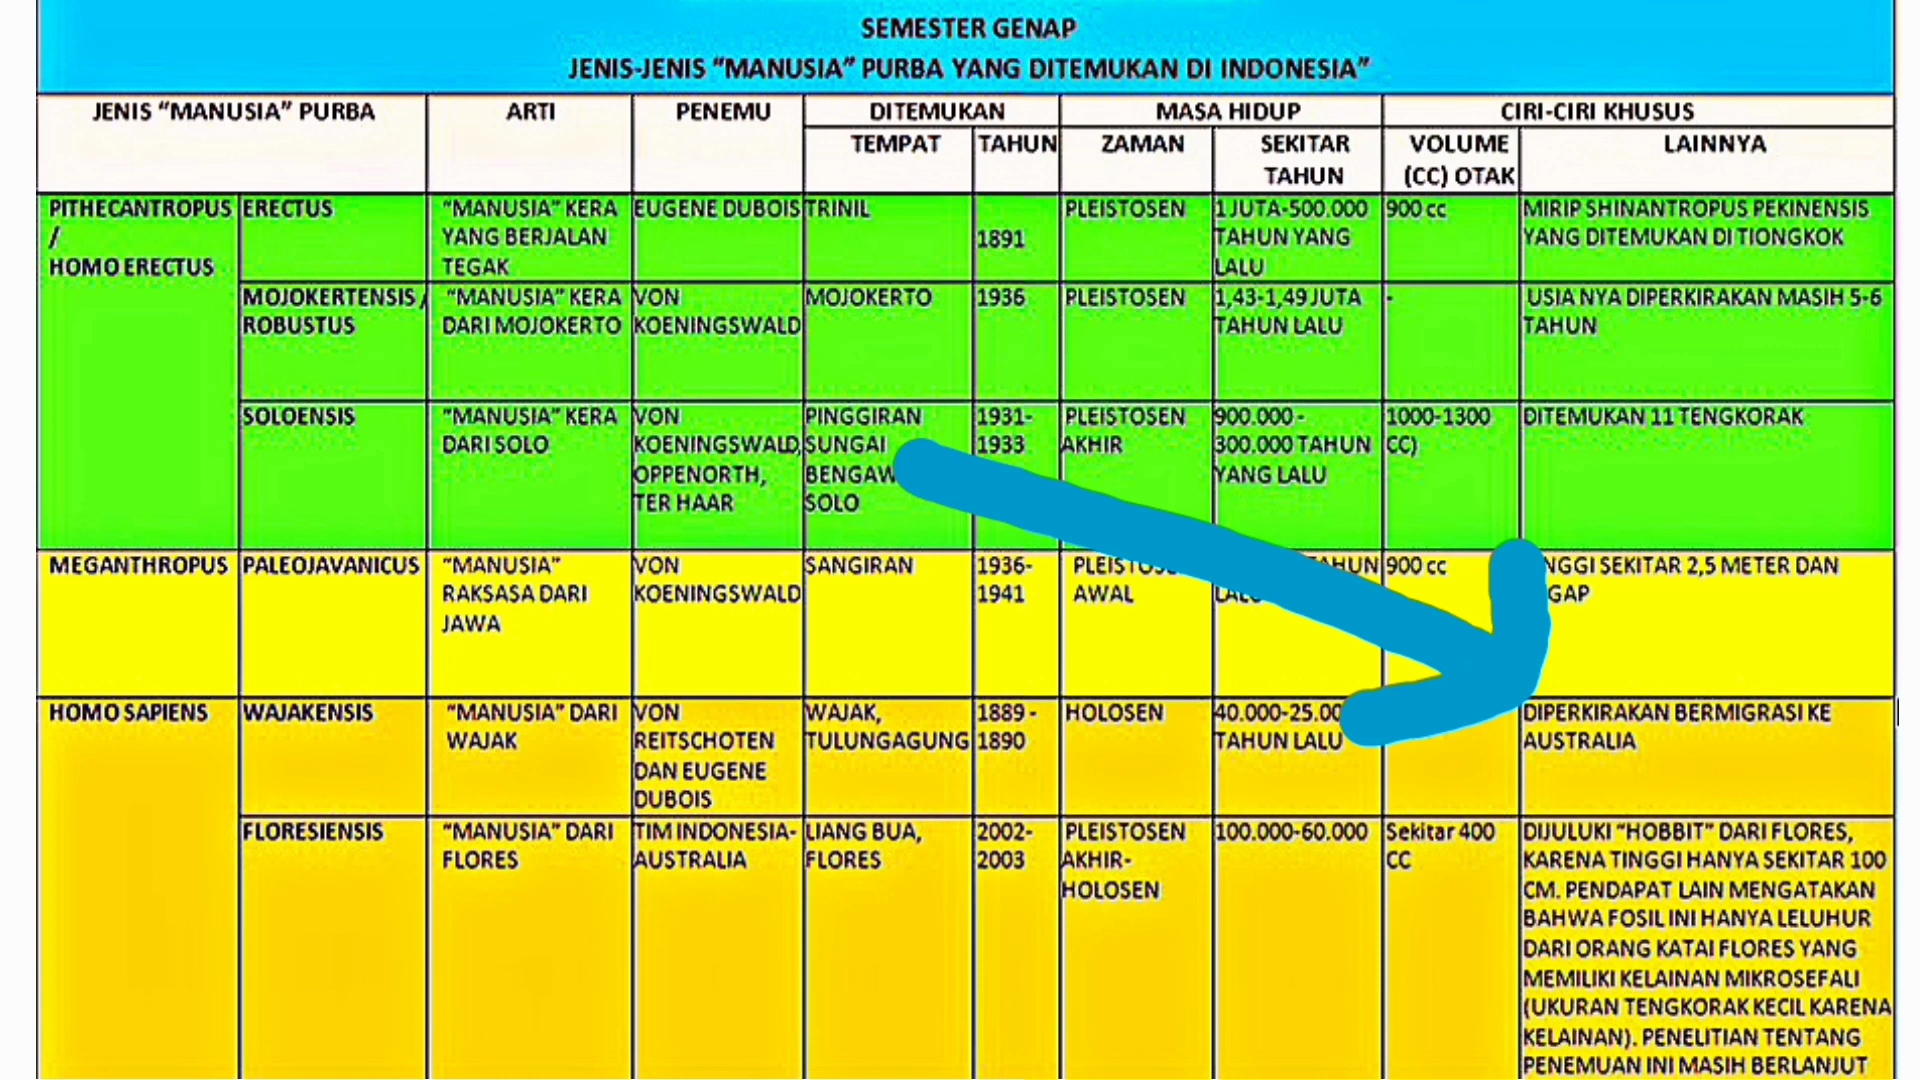 SEMESTER GENAP
JENIS-JENIS "MANUSIA" PURBA YANG DITEMUKAN DI INDONESIA"
JENIS "MANUSIA" PURBA
ARTI
PENEMU
DITEMUKAN
MASA HIDUP
CIRI-CIRI KHUSUS
TEMPAT
TAHUN
ZAMAN
SEKITAR
TAHUN
VOLUME
(CC) OTAK
LAINNYA
PITHECANTROPUS
/
HOMO ERECTUS
ERECTUS
"MANUSIA" KERA
YANG BERJALAN
TEGAK
EUGENE DUBOIS
TRINIL
1891
PLEISTOSEN
1 JUTA-500.000
TAHUN YANG
LALU
900 cc
MIRIP SHINANTROPUS PEKINENSIS
YANG DITEMUKAN DI TIONGKOK
MOJOKERTENSIS /
ROBUSTUS
"MANUSIA" KERA
DARI MOJOKERTO
VON
KOENINGSWALD
MOJOKERTO
1936
PLEISTOSEN
1,43-1,49 JUTA
TAHUN LALU
-
USIA NYA DIPERKIRAKAN MASIH 5-6
TAHUN
SOLOENSIS
"MANUSIA" KERA
DARI SOLO
VON
KOENINGSWALD,
OPPENORTH,
TER HAAR
PINGGIRAN
SUNGAI
SOLO
1931-
1933
PLEISTOSEN
AKHIR
900.000 -
300.000 TAHUN
YANG LALU
1000-1300
CC)
DITEMUKAN 11 TENGKORAK
MEGANTHROPUS
PALEOJAVANICUS
"MANUSIA"
RAKSASA DARI
JAWA
VON
KOENINGSWALD
SANGIRAN
1936-
1941
AWAL
900 cc
SEKITAR 2,5 METER DAN
HOMO SAPIENS
WAJAKENSIS
"MANUSIA" DARI
WAJAK
VON
REITSCHOTEN
DAN EUGENE
DUBOIS
WAJAK,
TULUNGAGUNG
1889 -
1890
HOLOSEN
TAHUN LALU
DIPERKIRAKAN BERMIGRASI KE
AUSTRALIA
FLORESIENSIS
"MANUSIA" DARI
FLORES
TIM INDONESIA-
AUSTRALIA
LIANG BUA,
FLORES
2002-
2003
PLEISTOSEN
AKHIR-
HOLOSEN
100.000-60.000
Sekitar 400
CC
DIJULUKI "HOBBIT" DARI FLORES,
KARENA TINGGI HANYA SEKITAR 100
CM. PENDAPAT LAIN MENGATAKAN
BAHWA FOSIL INI HANYA LELUHUR
DARI ORANG KATAI FLORES YANG
MEMILIKI KELAINAN MIKROSEFALI
(UKURAN TENGKORAK KECIL KARENA
KELAINAN). PENELITIAN TENTANG
PENEMUAN INI MASIH BERLANJUT